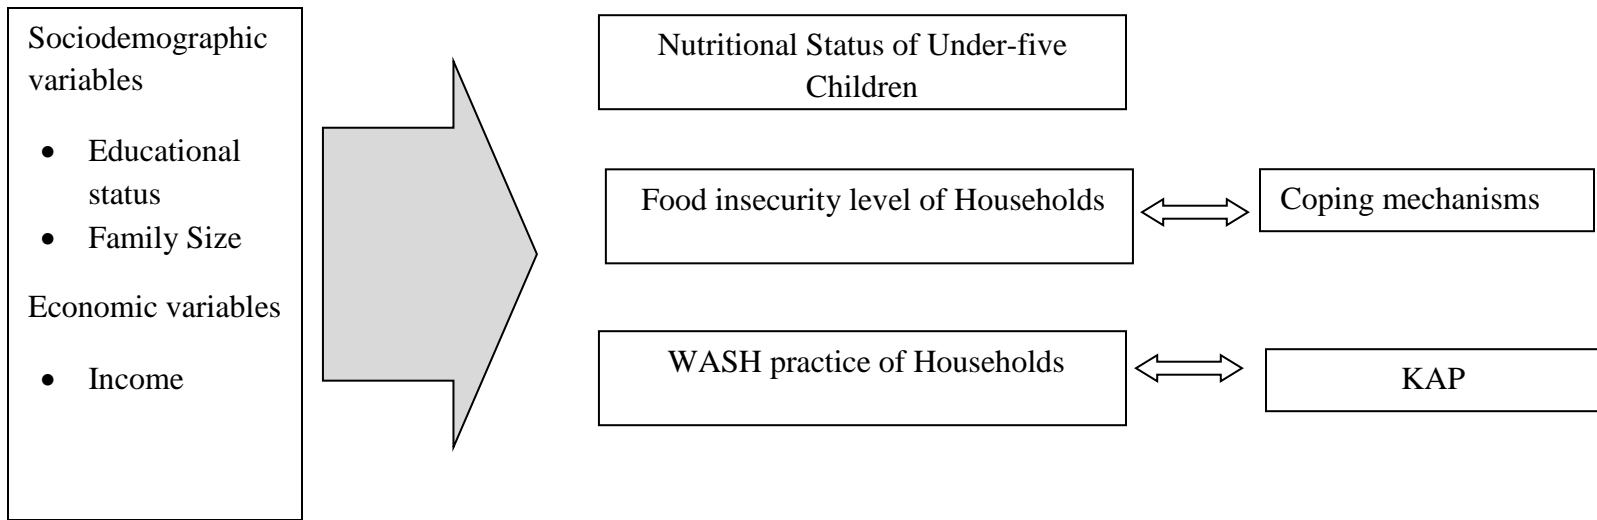 Sociodemographic
variables
• Educational
status
• Family Size
Economic variables
• Income
Nutritional Status of Under-five
Children
Food insecurity level of Households
Coping mechanisms
WASH practice of Households
KAP